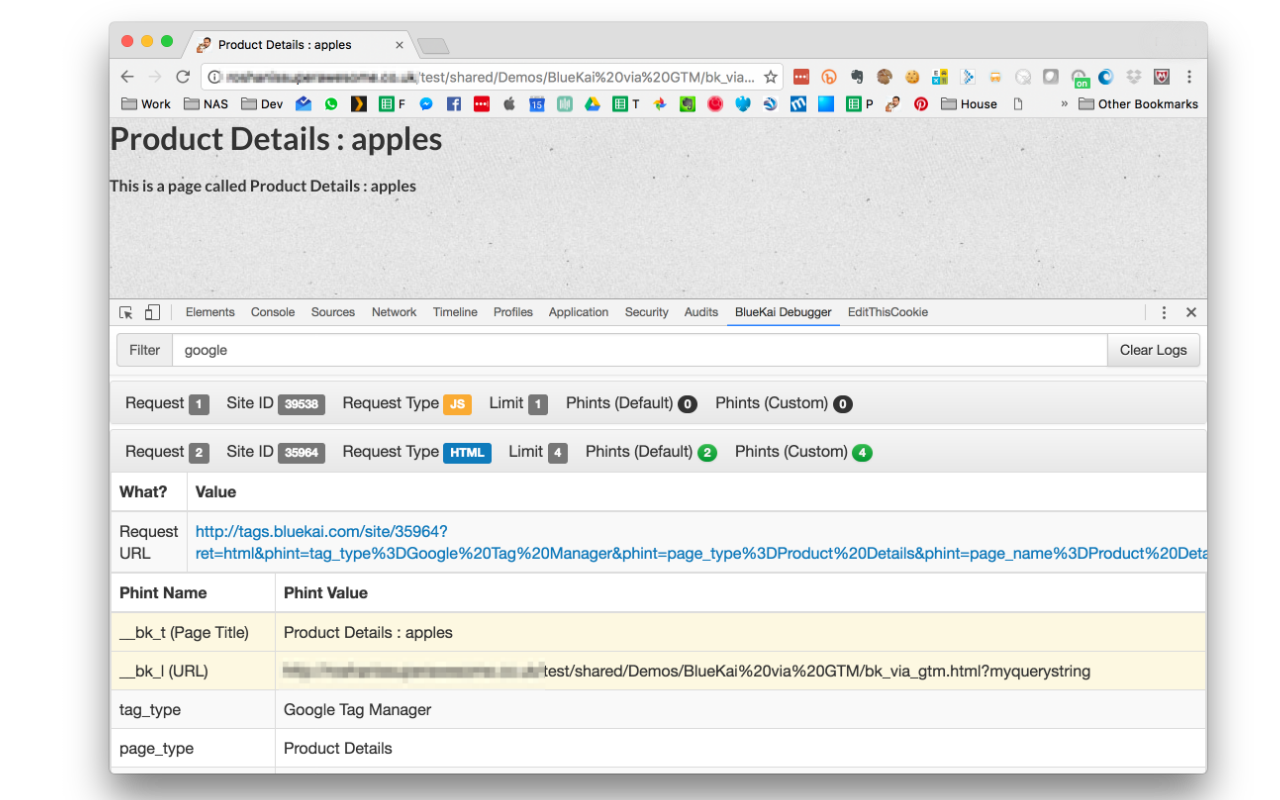 Product Details : apples
test/shared/Demos/BlueKai%20via%20GTM/bk_via...
on
Work NAS Dev F 15 T P House » Other Bookmarks
Product Details : apples
This is a page called Product Details : apples
Elements Console Sources Network Timeline Profiles Application Security Audits BlueKai Debugger EditThisCookie
Filter google Clear Logs
Request 1 Site ID 39538 Request Type JS Limit 1 Phints (Default) 0 Phints (Custom) 0
Request 2 Site ID 35964 Request Type HTML Limit 4 Phints (Default) 2 Phints (Custom) 4
What? Value
Request URL http://tags.bluekai.com/site/35964?
ret=html&phint=tag_type%3DGoogle%20Tag%20Manager&phint=page_type%3DProduct%20Details&phint=page_name%3DProduct%20Deta
Phint Name Phint Value
__bk_t (Page Title) Product Details : apples
__bk_l (URL) test/shared/Demos/BlueKai%20via%20GTM/bk_via_gtm.html?myquerystring
tag_type Google Tag Manager
page_type Product Details